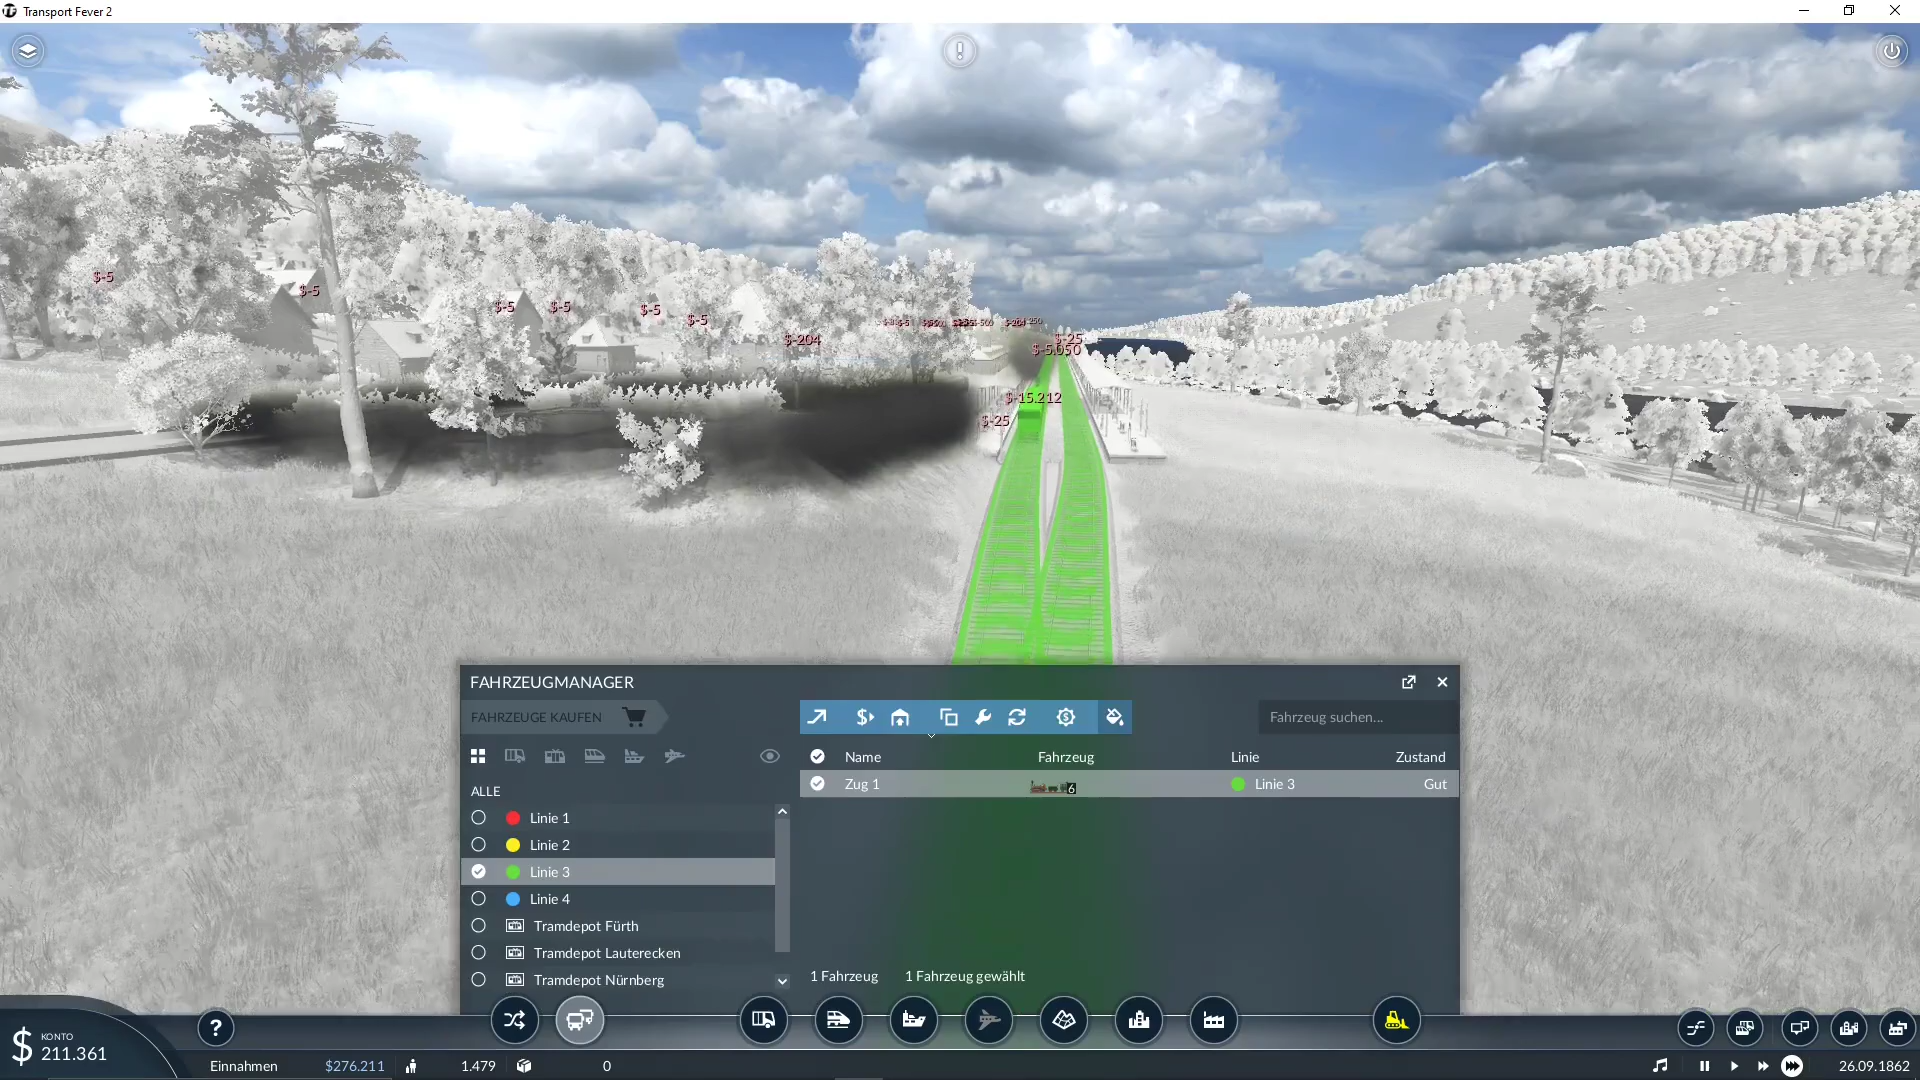 Transport Fever 2
$-5
$-5
$-5
$-5
$-5
$-5
$-204
$-25
$-5.050
$-15.212
$-25
FAHRZEUGMANAGER
FAHRZEUGE KAUFEN
Fahrzeug suchen...
ALLE
Linie 1
Linie 2
Linie 3
Linie 4
Tramdepot Fürth
Tramdepot Lauterecken
Tramdepot Nürnberg
Name Fahrzeug Linie Zustand
Zug 1 6 Linie 3 Gut
1 Fahrzeug 1 Fahrzeug gewählt
?
$ KONTO
211.361
Einnahmen $276.211 1.479 0 26.09.1862